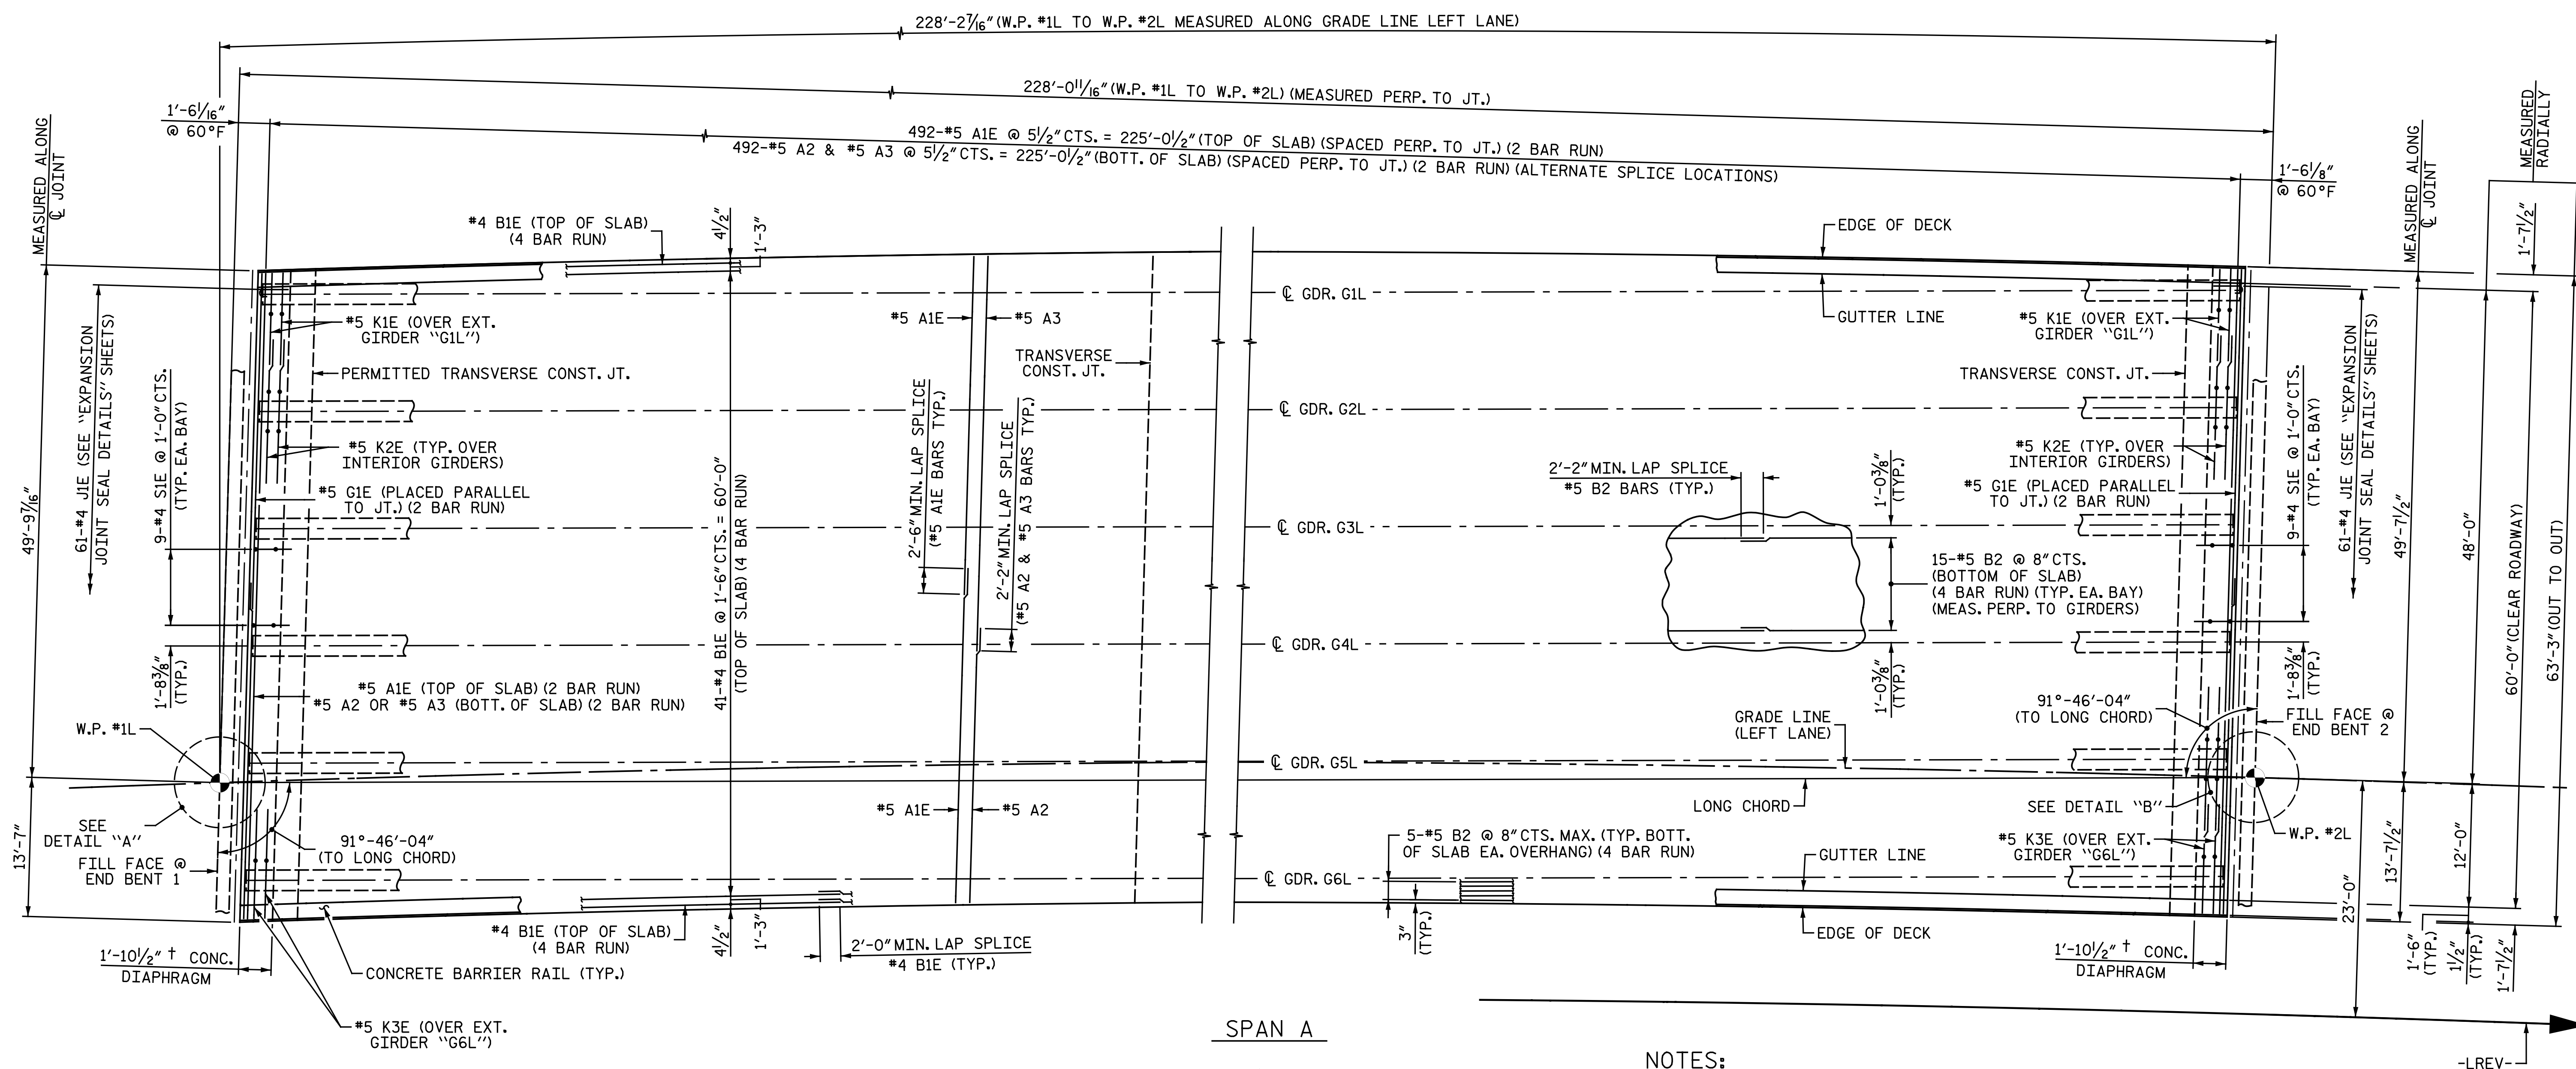 228'-2 7/16" (W.P. #1L TO W.P. #2L MEASURED ALONG GRADE LINE LEFT LANE)
228'-0 11/16" (W.P. #1L TO W.P. #2L) (MEASURED PERP. TO JT.)
1'-6 1/16"
@ 60°F
492-#5 A1E @ 5 1/2" CTS. = 225'-0 1/2" (TOP OF SLAB) (SPACED PERP. TO JT.) (2 BAR RUN)
492-#5 A2 & #5 A3 @ 5 1/2" CTS. = 225'-0 1/2" (BOTT. OF SLAB) (SPACED PERP. TO JT.) (2 BAR RUN) (ALTERNATE SPLICE LOCATIONS)
1'-6 1/8"
@ 60°F
MEASURED ALONG
℄ JOINT
MEASURED ALONG
℄ JOINT
MEASURED
RADIALLY
#4 B1E (TOP OF SLAB)
(4 BAR RUN)
4 1/2"
1'-3"
EDGE OF DECK
1'-7 1/2"
℄ GDR. G1L
#5 K1E (OVER EXT.
GIRDER "G1L")
#5 A1E
#5 A3
GUTTER LINE
#5 K1E (OVER EXT.
GIRDER "G1L")
PERMITTED TRANSVERSE CONST. JT.
TRANSVERSE
CONST. JT.
TRANSVERSE CONST. JT.
61-#4 J1E (SEE "EXPANSION
JOINT SEAL DETAILS" SHEETS)
9-#4 S1E @ 1'-0" CTS.
(TYP. EA. BAY)
℄ GDR. G2L
#5 K2E (TYP. OVER
INTERIOR GIRDERS)
#5 G1E (PLACED PARALLEL
TO JT.) (2 BAR RUN)
2'-6" MIN. LAP SPLICE
(#5 A1E BARS TYP.)
2'-2" MIN. LAP SPLICE
(#5 A2 & #5 A3 BARS TYP.)
41-#4 B1E @ 1'-6" CTS. = 60'-0"
(TOP OF SLAB) (4 BAR RUN)
2'-2" MIN. LAP SPLICE
#5 B2 BARS (TYP.)
1'-0 3/8"
(TYP.)
#5 K2E (TYP. OVER
INTERIOR GIRDERS)
#5 G1E (PLACED PARALLEL
TO JT.) (2 BAR RUN)
9-#4 S1E @ 1'-0" CTS.
(TYP. EA. BAY)
61-#4 J1E (SEE "EXPANSION
JOINT SEAL DETAILS" SHEETS)
49'-9 7/16"
49'-7 1/2"
48'-0"
60'-0" (CLEAR ROADWAY)
63'-3" (OUT TO OUT)
℄ GDR. G3L
15-#5 B2 @ 8" CTS.
(BOTTOM OF SLAB)
(4 BAR RUN) (TYP. EA. BAY)
(MEAS. PERP. TO GIRDERS)
℄ GDR. G4L
1'-8 3/8"
(TYP.)
#5 A1E (TOP OF SLAB) (2 BAR RUN)
#5 A2 OR #5 A3 (BOTT. OF SLAB) (2 BAR RUN)
1'-0 3/8"
(TYP.)
1'-8 3/8"
(TYP.)
W.P. #1L
GRADE LINE
(LEFT LANE)
91°-46'-04"
(TO LONG CHORD)
FILL FACE @
END BENT 2
℄ GDR. G5L
SEE
DETAIL "A"
#5 A1E
#5 A2
LONG CHORD
SEE DETAIL "B"
13'-7"
91°-46'-04"
(TO LONG CHORD)
FILL FACE @
END BENT 1
5-#5 B2 @ 8" CTS. MAX. (TYP. BOTT.
OF SLAB EA. OVERHANG) (4 BAR RUN)
GUTTER LINE
#5 K3E (OVER EXT.
GIRDER "G6L")
W.P. #2L
13'-7 1/2"
12'-0"
23'-0"
℄ GDR. G6L
#4 B1E (TOP OF SLAB)
(4 BAR RUN)
4 1/2"
1'-3"
2'-0" MIN. LAP SPLICE
#4 B1E (TYP.)
3"
(TYP.)
EDGE OF DECK
1'-10 1/2" † CONC.
DIAPHRAGM
CONCRETE BARRIER RAIL (TYP.)
1'-10 1/2" † CONC.
DIAPHRAGM
1'-6"
(TYP.)
1 1/2"
(TYP.)
1'-7 1/2"
#5 K3E (OVER EXT.
GIRDER "G6L")
SPAN A
NOTES:
-LREV-